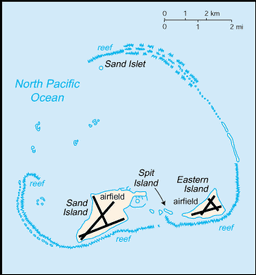 0 1 2 km
0 1 2 mi
reef
Sand Islet
North Pacific
Ocean
Spit
Island
Eastern
Island
airfield
airfield
Sand
Island
reef
reef
reef